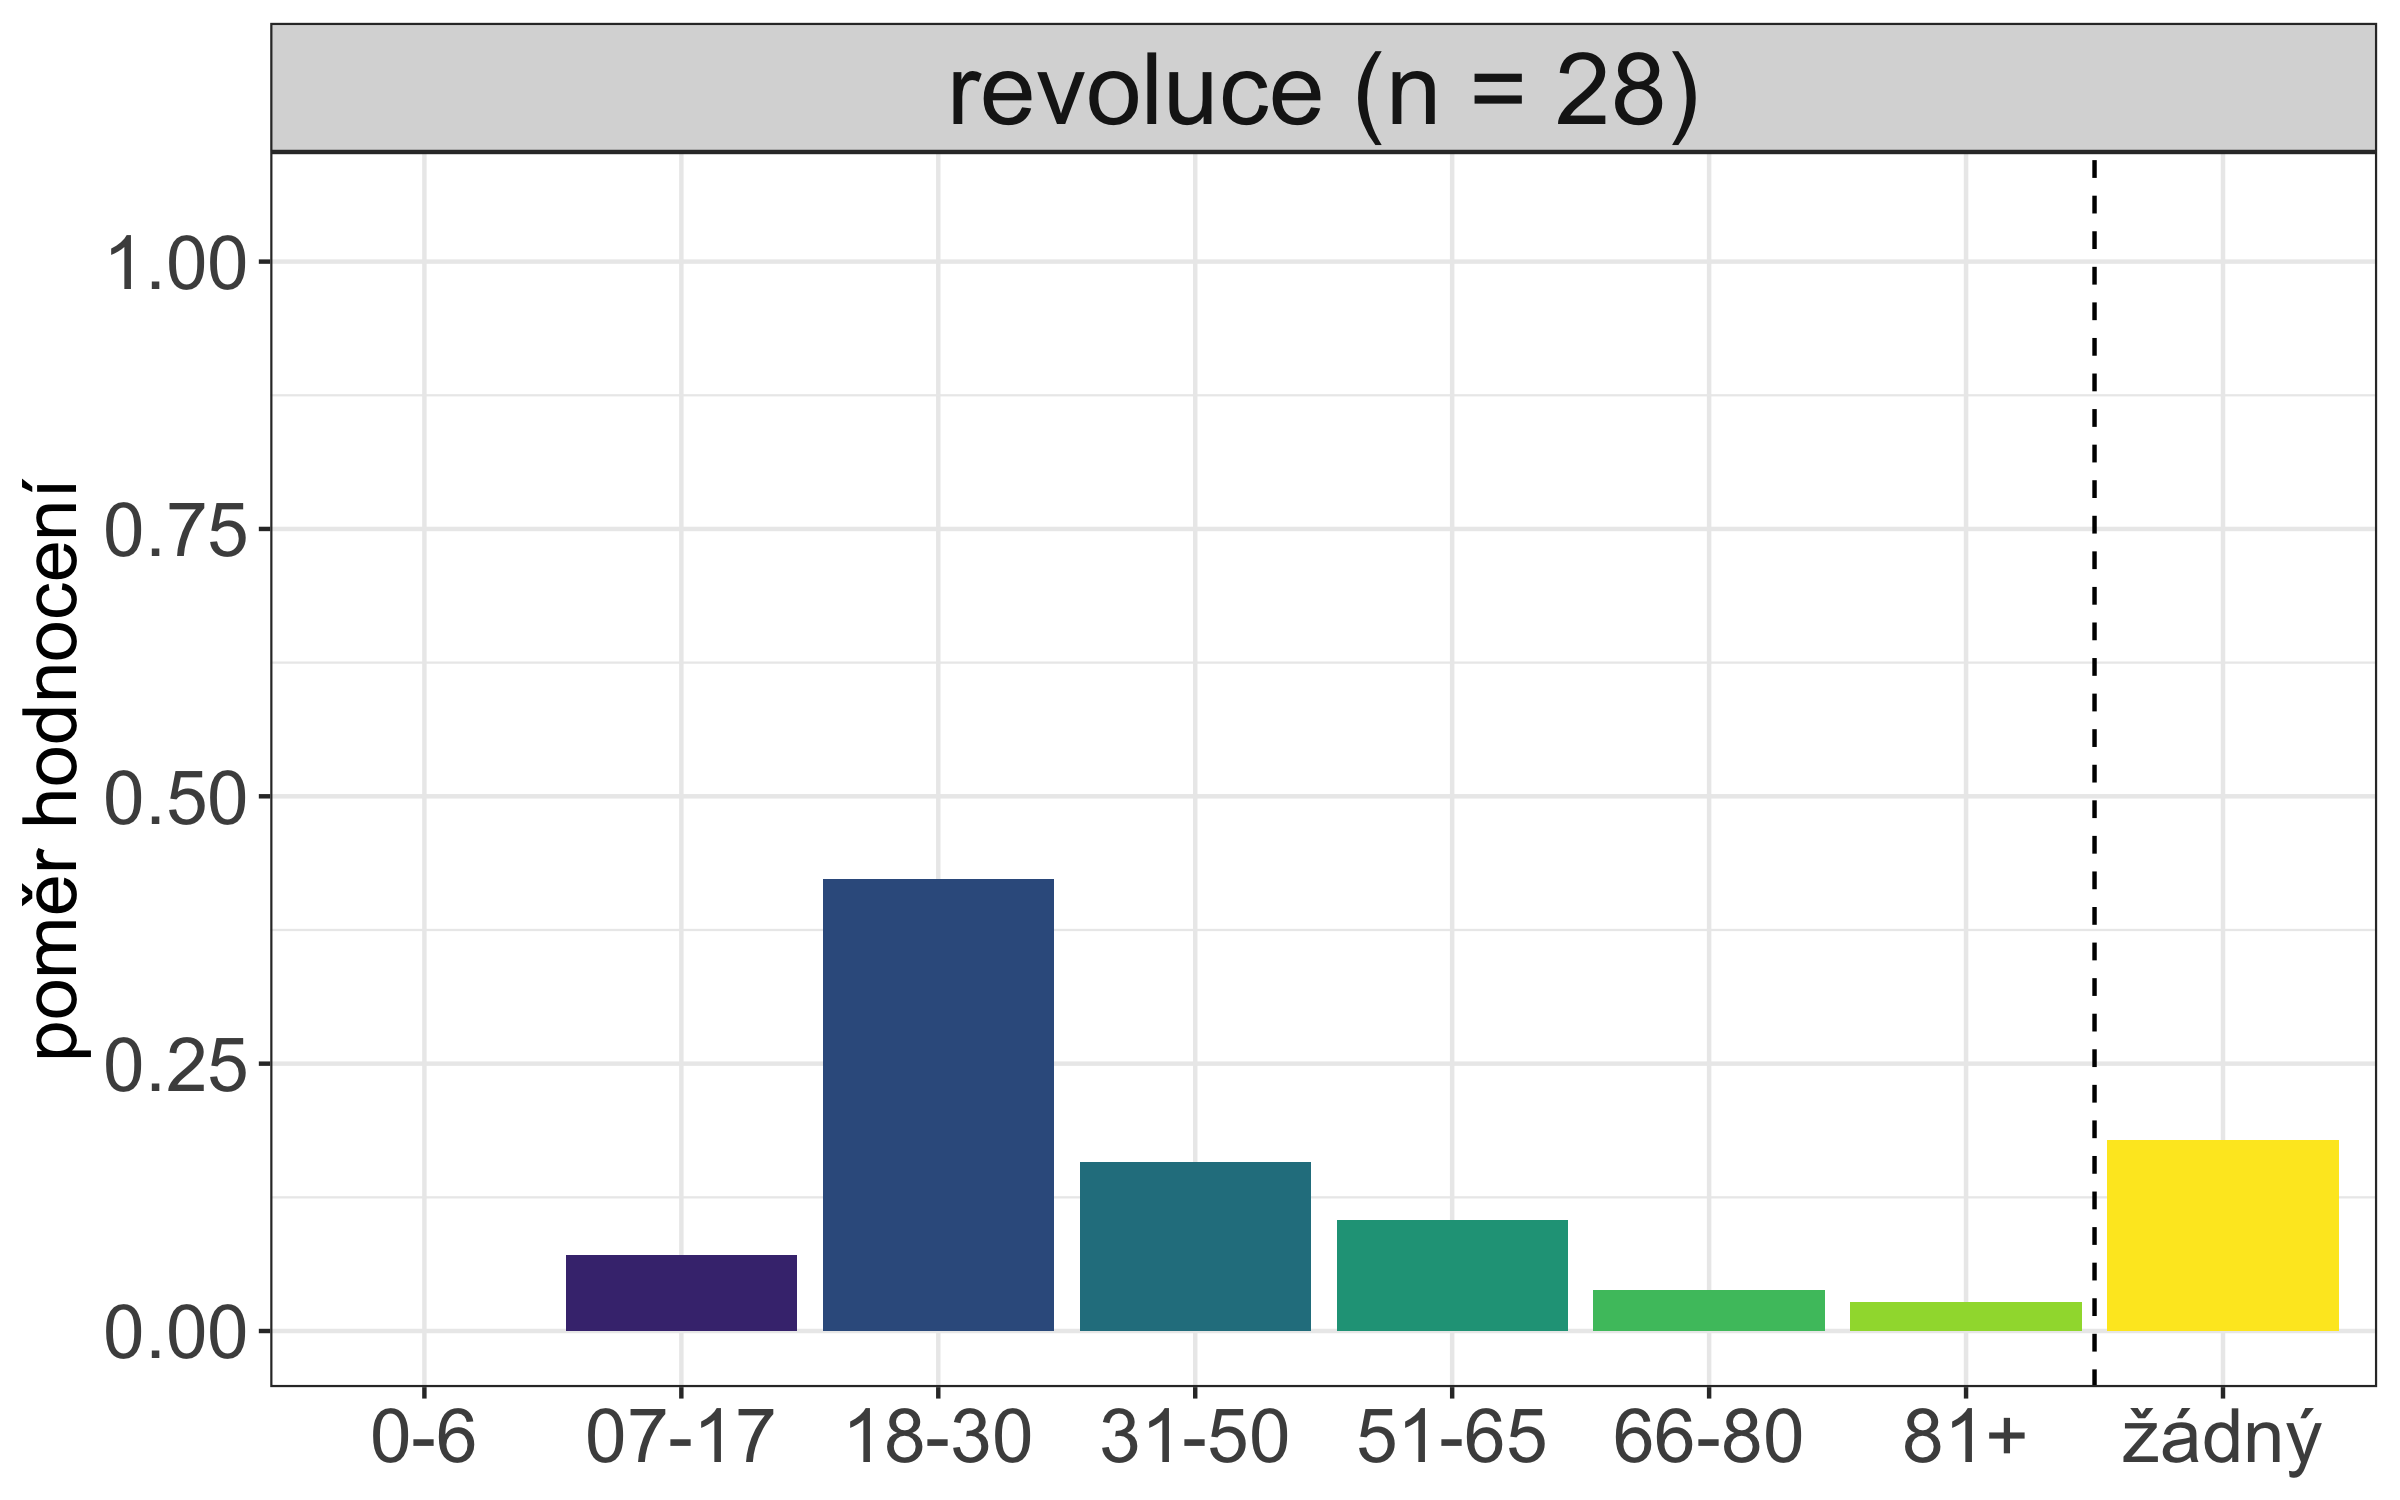 revoluce (n = 28)
poměr hodnocení
1.00
0.75
0.50
0.25
0.00
0-6 07-17 18-30 31-50 51-65 66-80 81+ žádný